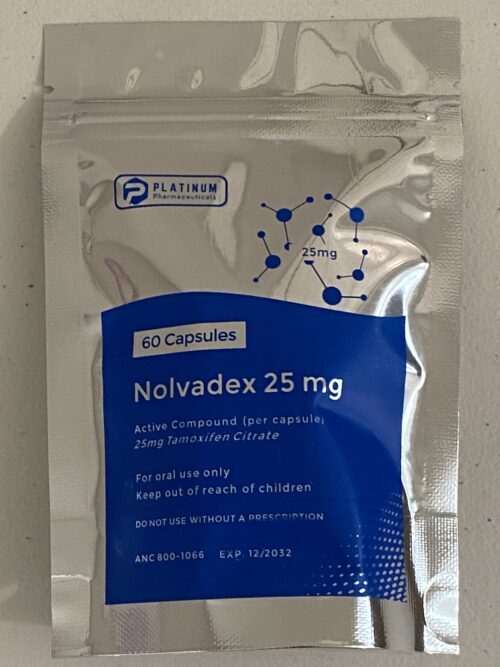 PLATINUM
Pharmaceuticals
25mg
60 Capsules
Nolvadex 25 mg
Active Compound (per capsule)
25mg Tamoxifen Citrate
For oral use only
Keep out of reach of children
DO NOT USE WITHOUT A PRESCRIPTION
ANC 800-1066 EXP. 12/2032